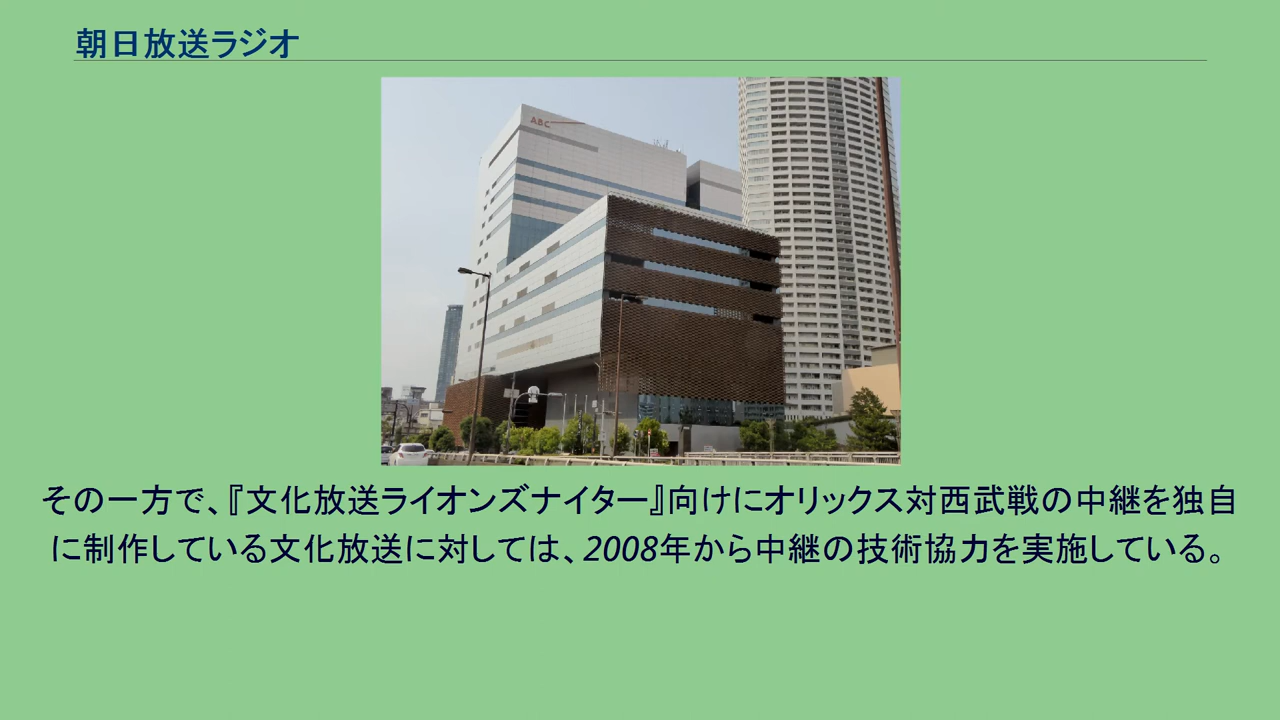 朝日放送ラジオ
ABC
その一方で、『文化放送ライオンズナイター』向けにオリックス対西武戦の中継を独自
に制作している文化放送に対しては、2008年から中継の技術協力を実施している。